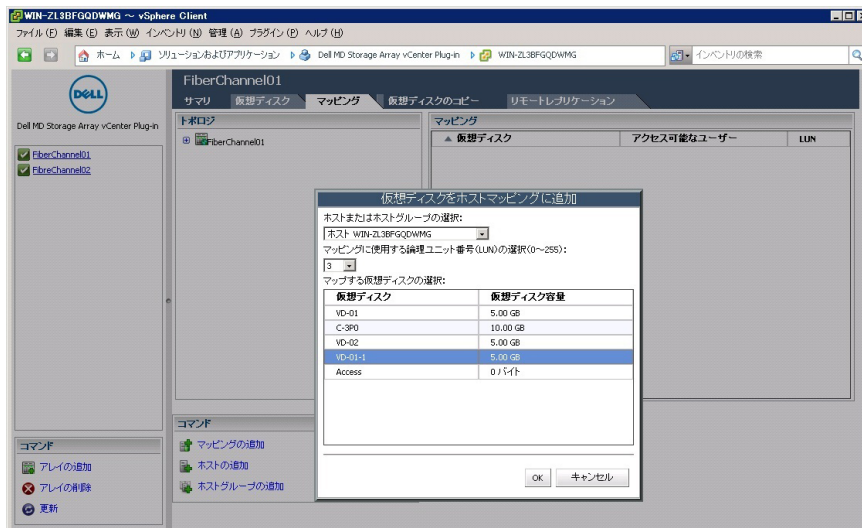 WIN-ZL3BFGQDWMG ~ vSphere Client
ファイル(F) 編集(E) 表示(W) インベントリ(N) 管理(A) プラグイン(P) ヘルプ(H)
ホーム ソリューションおよびアプリケーション Dell MD Storage Array vCenter Plug-in WIN-ZL3BFGQDWMG インベントリの検索
DELL
Dell MD Storage Array vCenter Plug-in
FiberChannel01
FibreChannel02
FiberChannel01
サマリ 仮想ディスク マッピング 仮想ディスクのコピー リモートレプリケーション
トポロジ
FiberChannel01
マッピング
仮想ディスク アクセス可能なユーザー LUN
仮想ディスクをホストマッピングに追加
ホストまたはホストグループの選択:
ホスト WIN-ZL3BFGQDWMG
マッピングに使用する論理ユニット番号(LUN)の選択(0~255):
3
マップする仮想ディスクの選択:
仮想ディスク 仮想ディスク容量
VD-01 5.00 GB
C-3P0 10.00 GB
VD-02 5.00 GB
VD-01-1 5.00 GB
Access 0 バイト
OK キャンセル
コマンド
マッピングの追加
ホストの追加
ホストグループの追加
コマンド
アレイの追加
アレイの削除
更新